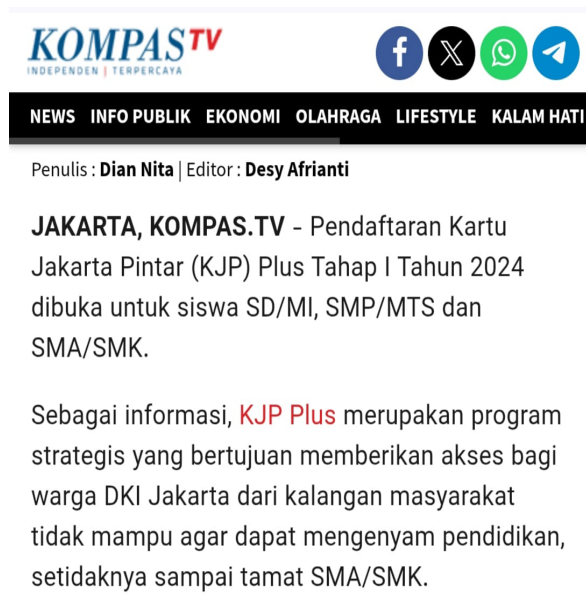 KOMPASTV
INDEPENDEN | TERPERCAYA
NEWS INFO PUBLIK EKONOMI OLAHRAGA LIFESTYLE KALAM HATI
Penulis : Dian Nita | Editor : Desy Afrianti
JAKARTA, KOMPAS.TV - Pendaftaran Kartu
Jakarta Pintar (KJP) Plus Tahap I Tahun 2024
dibuka untuk siswa SD/MI, SMP/MTS dan
SMA/SMK.
Sebagai informasi, KJP Plus merupakan program
strategis yang bertujuan memberikan akses bagi
warga DKI Jakarta dari kalangan masyarakat
tidak mampu agar dapat mengenyam pendidikan,
setidaknya sampai tamat SMA/SMK.